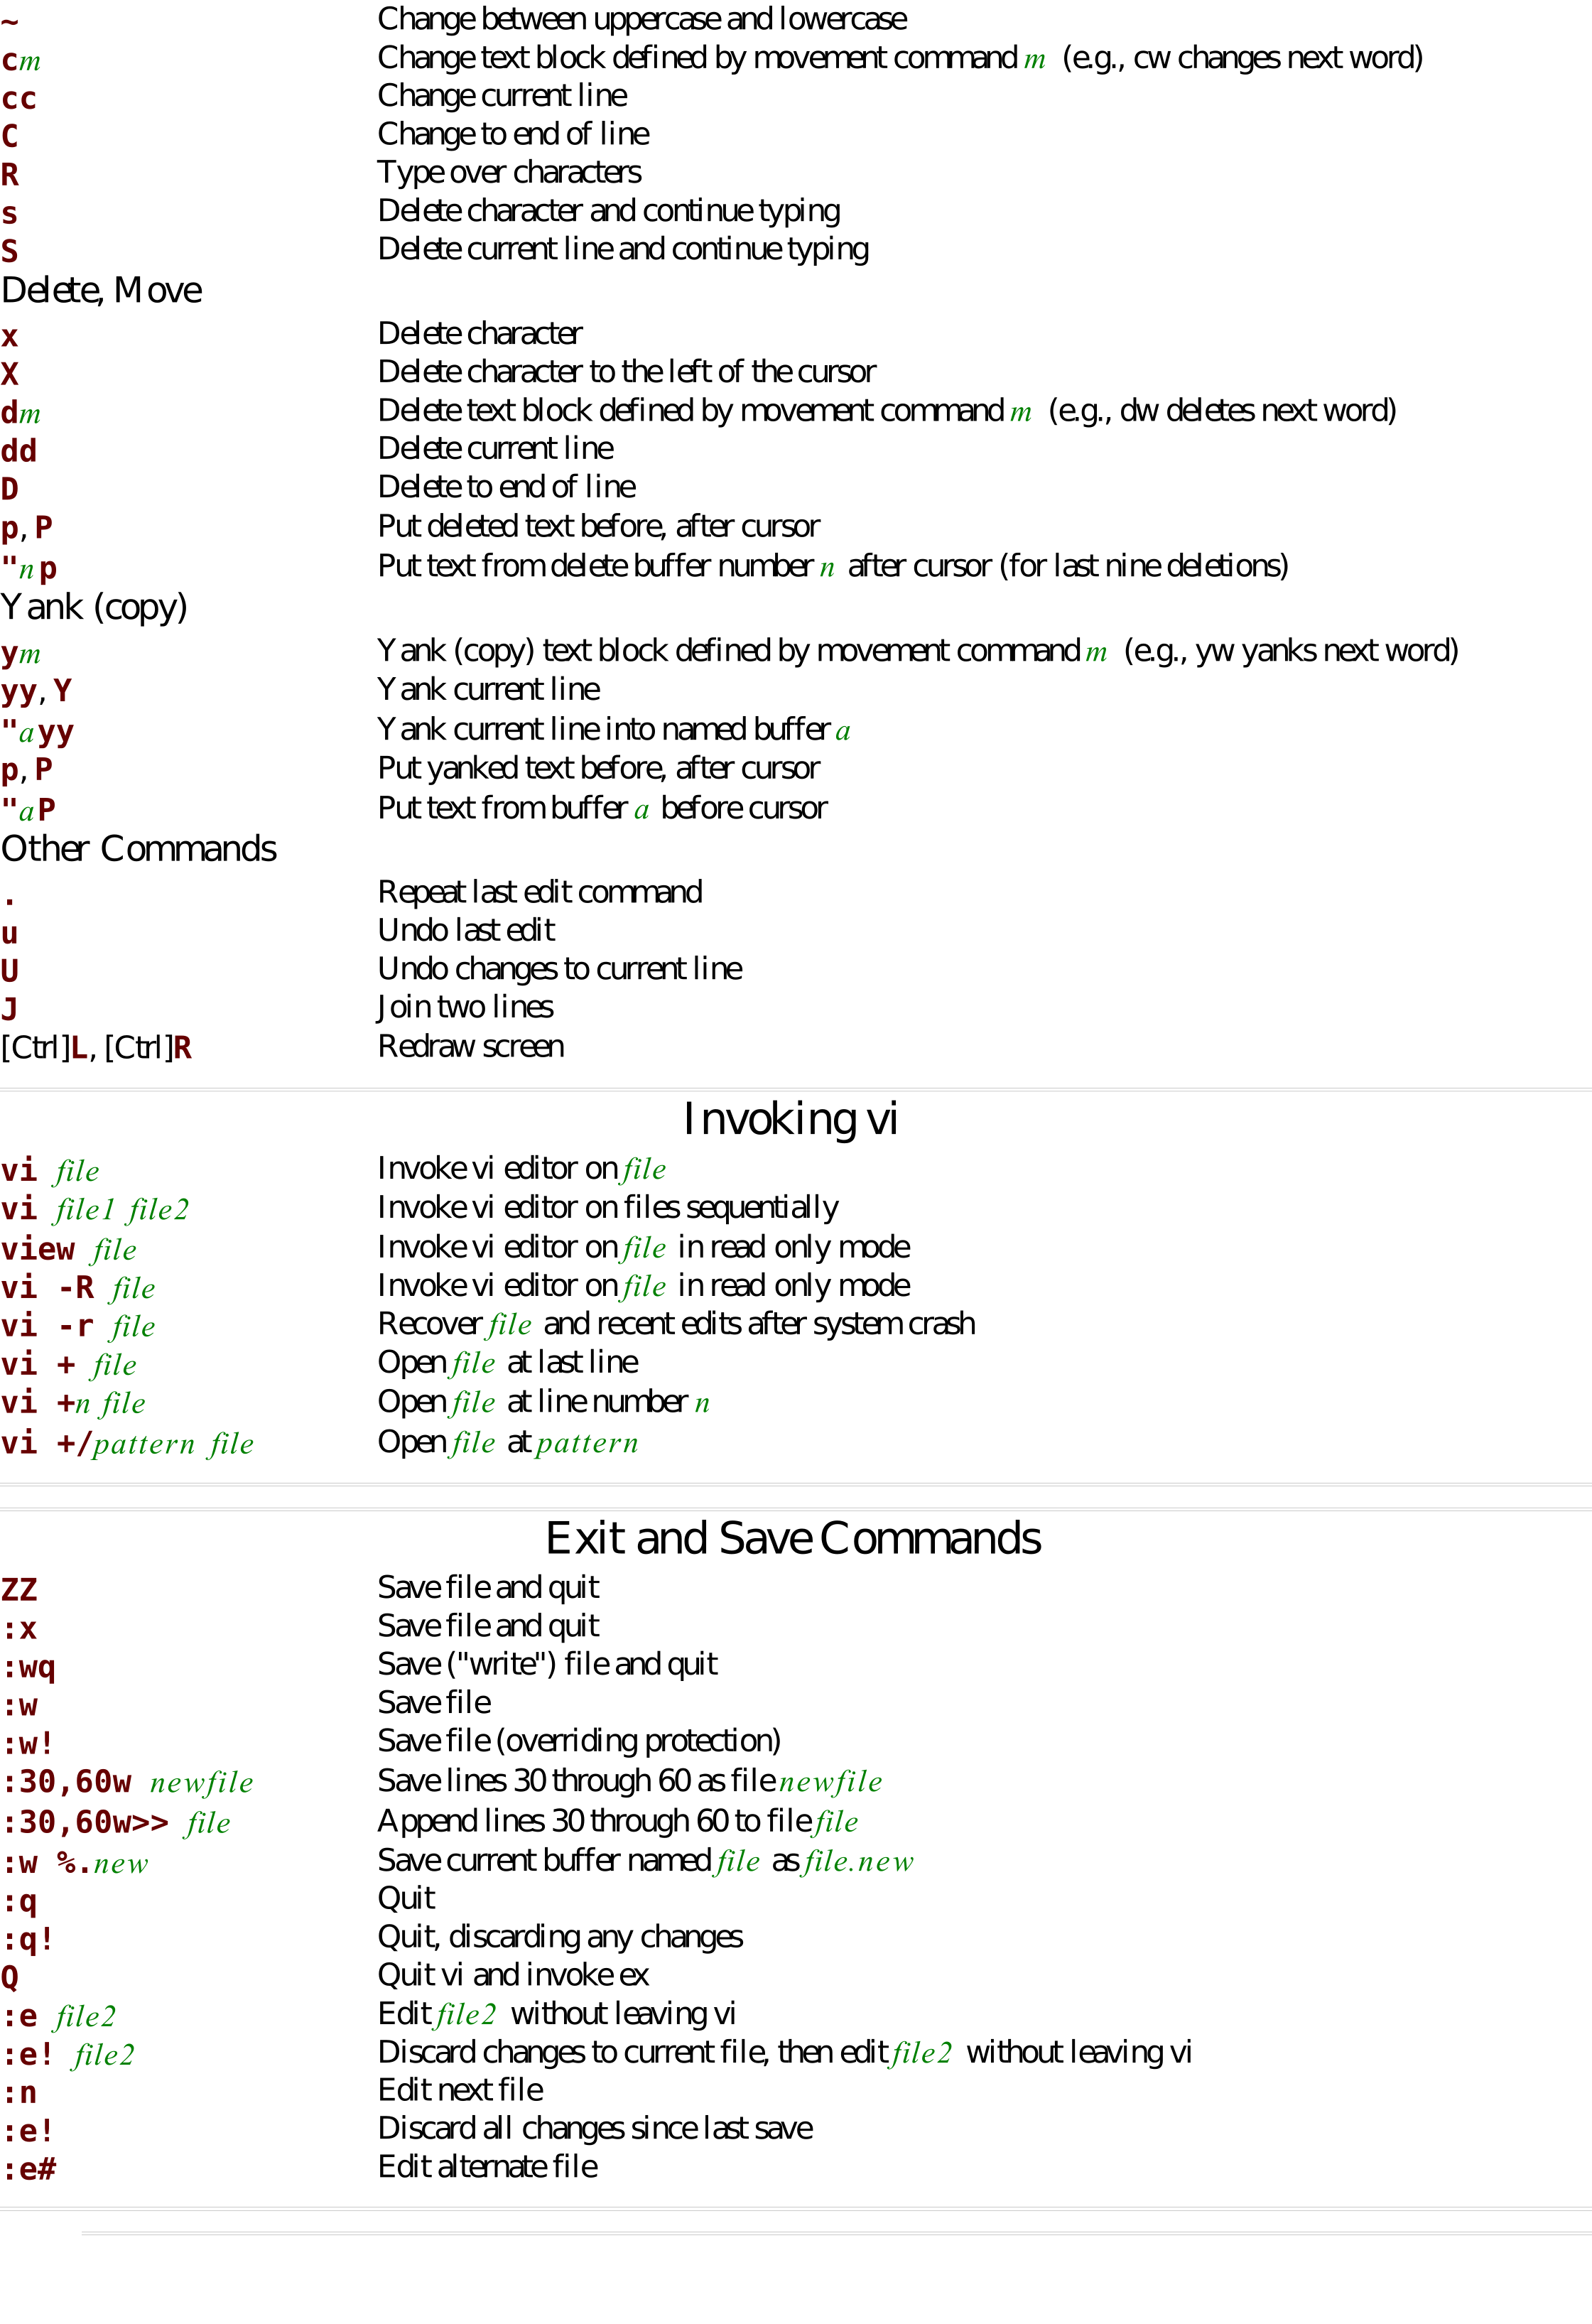 ~ Change between uppercase and lowercase
cm Change text block defined by movement command m (e.g., cw changes next word)
cc Change current line
C Change to end of line
R Type over characters
s Delete character and continue typing
S Delete current line and continue typing
Delete, Move
x Delete character
X Delete character to the left of the cursor
dm Delete text block defined by movement command m (e.g., dw deletes next word)
dd Delete current line
D Delete to end of line
p, P Put deleted text before, after cursor
"np Put text from delete buffer number n after cursor (for last nine deletions)
Yank (copy)
ym Yank (copy) text block defined by movement command m (e.g., yw yanks next word)
yy, Y Yank current line
"ayy Yank current line into named buffer a
p, P Put yanked text before, after cursor
"aP Put text from buffer a before cursor
Other Commands
. Repeat last edit command
u Undo last edit
U Undo changes to current line
J Join two lines
[Ctrl]L, [Ctrl]R Redraw screen
Invoking vi
vi file Invoke vi editor on file
vi file1 file2 Invoke vi editor on files sequentially
view file Invoke vi editor on file in read only mode
vi -R file Invoke vi editor on file in read only mode
vi -r file Recover file and recent edits after system crash
vi + file Open file at last line
vi +n file Open file at line number n
vi +/pattern file Open file at pattern
Exit and Save Commands
ZZ Save file and quit
:x Save file and quit
:wq Save ("write") file and quit
:w Save file
:w! Save file (overriding protection)
:30,60w newfile Save lines 30 through 60 as file newfile
:30,60w>> file Append lines 30 through 60 to file file
:w %.new Save current buffer named file as file.new
:q Quit
:q! Quit, discarding any changes
Q Quit vi and invoke ex
:e file2 Edit file2 without leaving vi
:e! file2 Discard changes to current file, then edit file2 without leaving vi
:n Edit next file
:e! Discard all changes since last save
:e# Edit alternate file